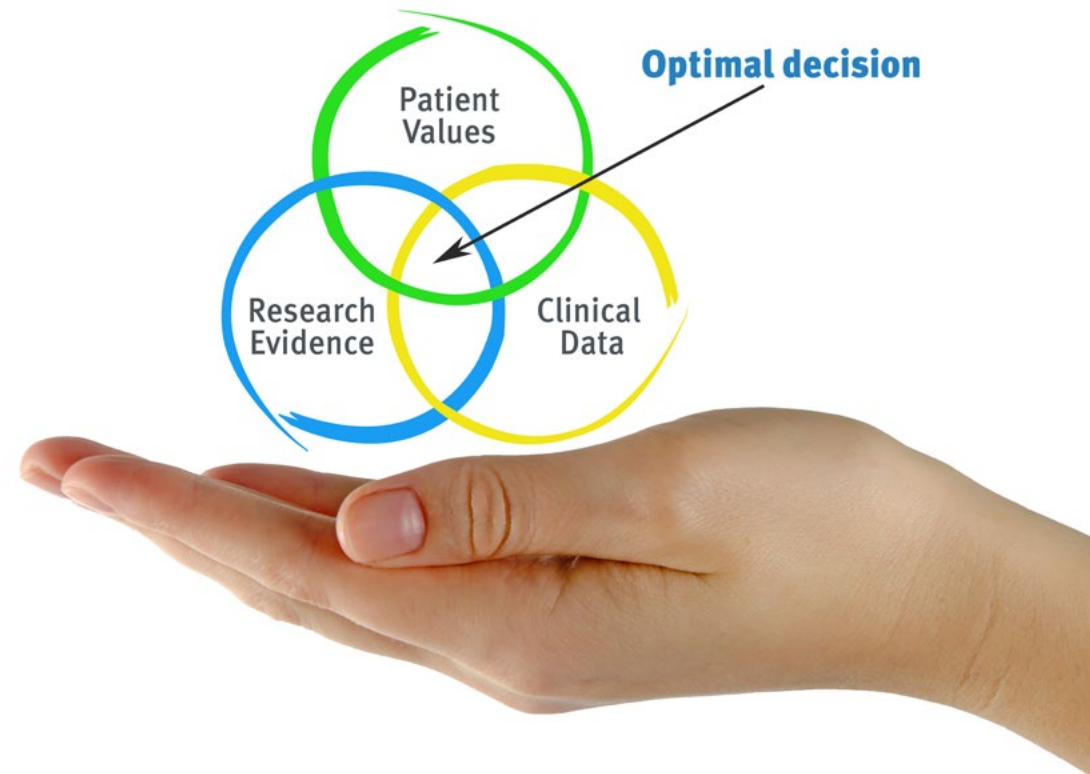 Optimal decision
Patient
Values
Research
Evidence
Clinical
Data